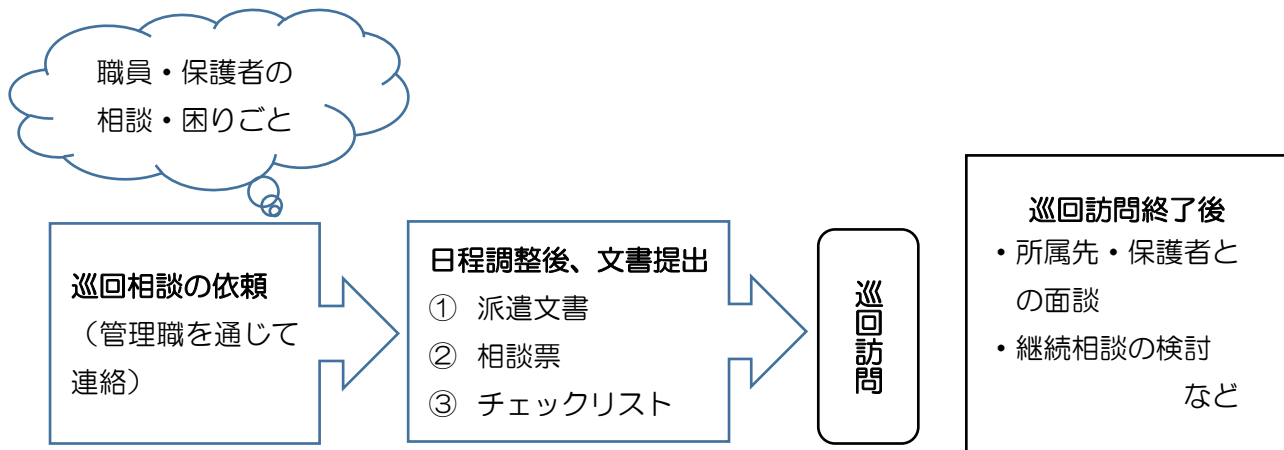 職員・保護者の
相談・困りごと
巡回相談の依頼
（管理職を通じて
連絡）
日程調整後、文書提出
① 派遣文書
② 相談票
③ チェックリスト
巡回訪問
巡回訪問終了後
・所属先・保護者と
の面談
・継続相談の検討
など